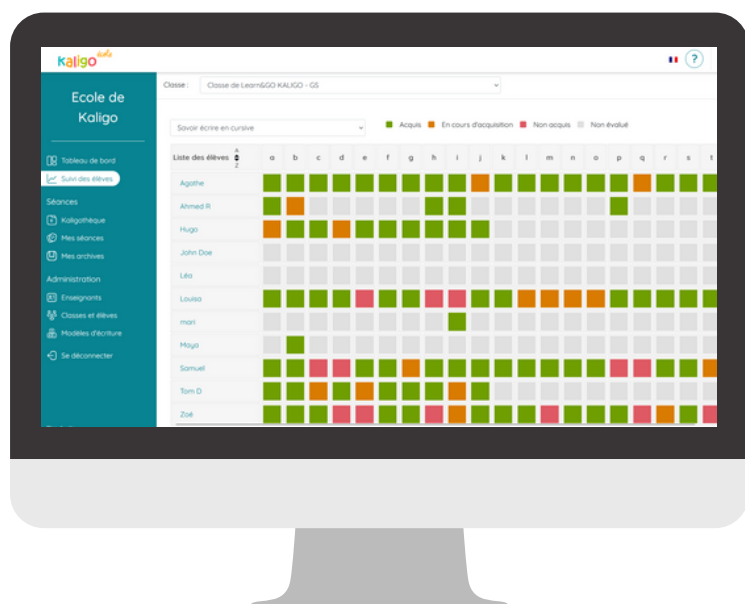 Kaligo école
?
Ecole de
Kaligo
Tableau de bord
Suivi des élèves
Séances
Kaligothèque
Mes séances
Mes archives
Administration
Enseignants
Classes et élèves
Modèles d'écriture
Se déconnecter
Classe : Classe de Learn&GO KALIGO - GS
Savoir écrire en cursive
Acquis En cours d'acquisition Non acquis Non évalué
Liste des élèves A Z a b c d e f g h i j k l m n o p q r s t
Agathe
Ahmed R
Hugo
John Doe
Léa
Louisa
mari
Maya
Samuel
Tom D
Zoé